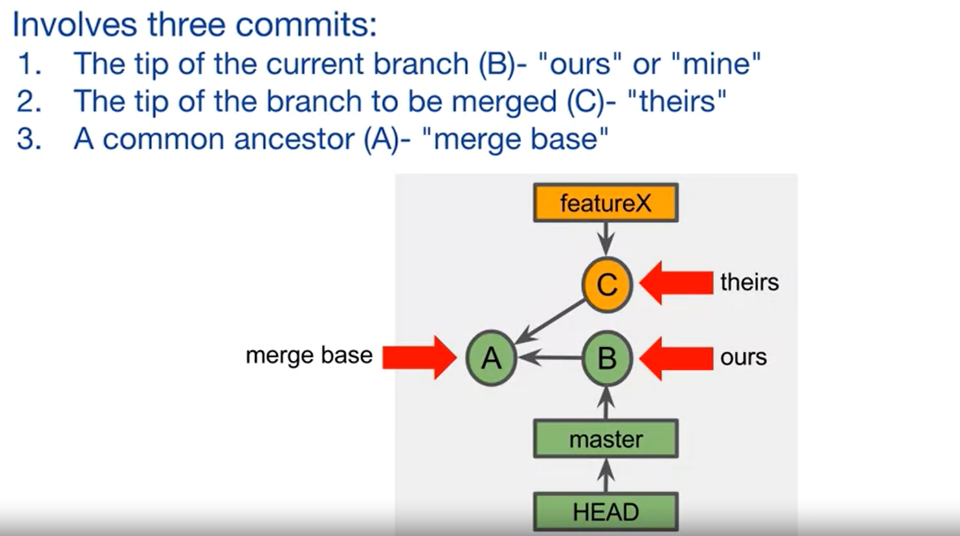 Involves three commits:
1. The tip of the current branch (B)- "ours" or "mine"
2. The tip of the branch to be merged (C)- "theirs"
3. A common ancestor (A)- "merge base"
featureX
C
theirs
merge base
A
B
ours
master
HEAD